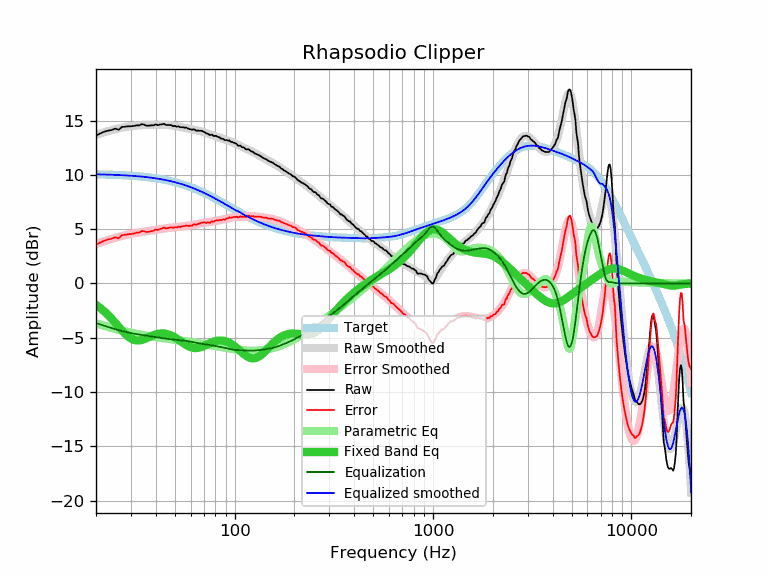 Rhapsodio Clipper
Amplitude (dBr)
15
10
5
0
−5
−10
−15
−20
Target
Raw Smoothed
Error Smoothed
Raw
Error
Parametric Eq
Fixed Band Eq
Equalization
Equalized smoothed
100
1000
10000
Frequency (Hz)